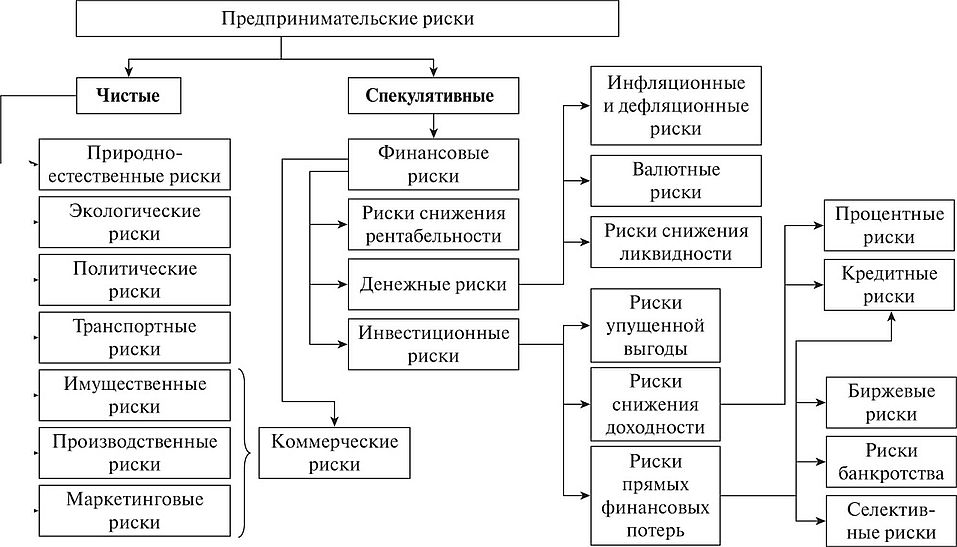 Предпринимательские риски
Чистые
Природно-
естественные риски
Экологические
риски
Политические
риски
Транспортные
риски
Имущественные
риски
Производственные
риски
Маркетинговые
риски
Спекулятивные
Финансовые
риски
Риски снижения
рентабельности
Денежные риски
Инвестиционные
риски
Коммерческие
риски
Инфляционные
и дефляционные
риски
Валютные
риски
Риски снижения
ликвидности
Риски
упущенной
выгоды
Риски
снижения
доходности
Риски
прямых
финансовых
потерь
Процентные
риски
Кредитные
риски
Биржевые
риски
Риски
банкротства
Селектив-
ные риски